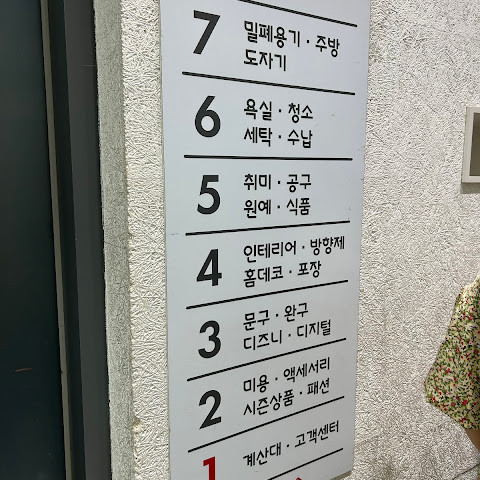 7 밀폐용기 · 주방
도자기
6 욕실 · 청소
세탁 · 수납
5 취미 · 공구
원예 · 식품
4 인테리어 · 방향제
홈데코 · 포장
3 문구 · 완구
디즈니 · 디지털
2 미용 · 액세서리
시즌상품 · 패션
1 계산대 · 고객센터